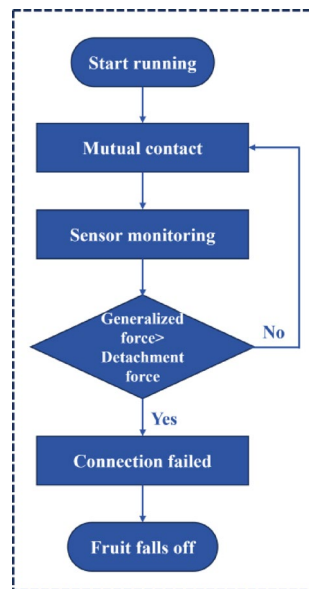 Start running
Mutual contact
Sensor monitoring
Generalized
force>
Detachment
force
No
Yes
Connection failed
Fruit falls off